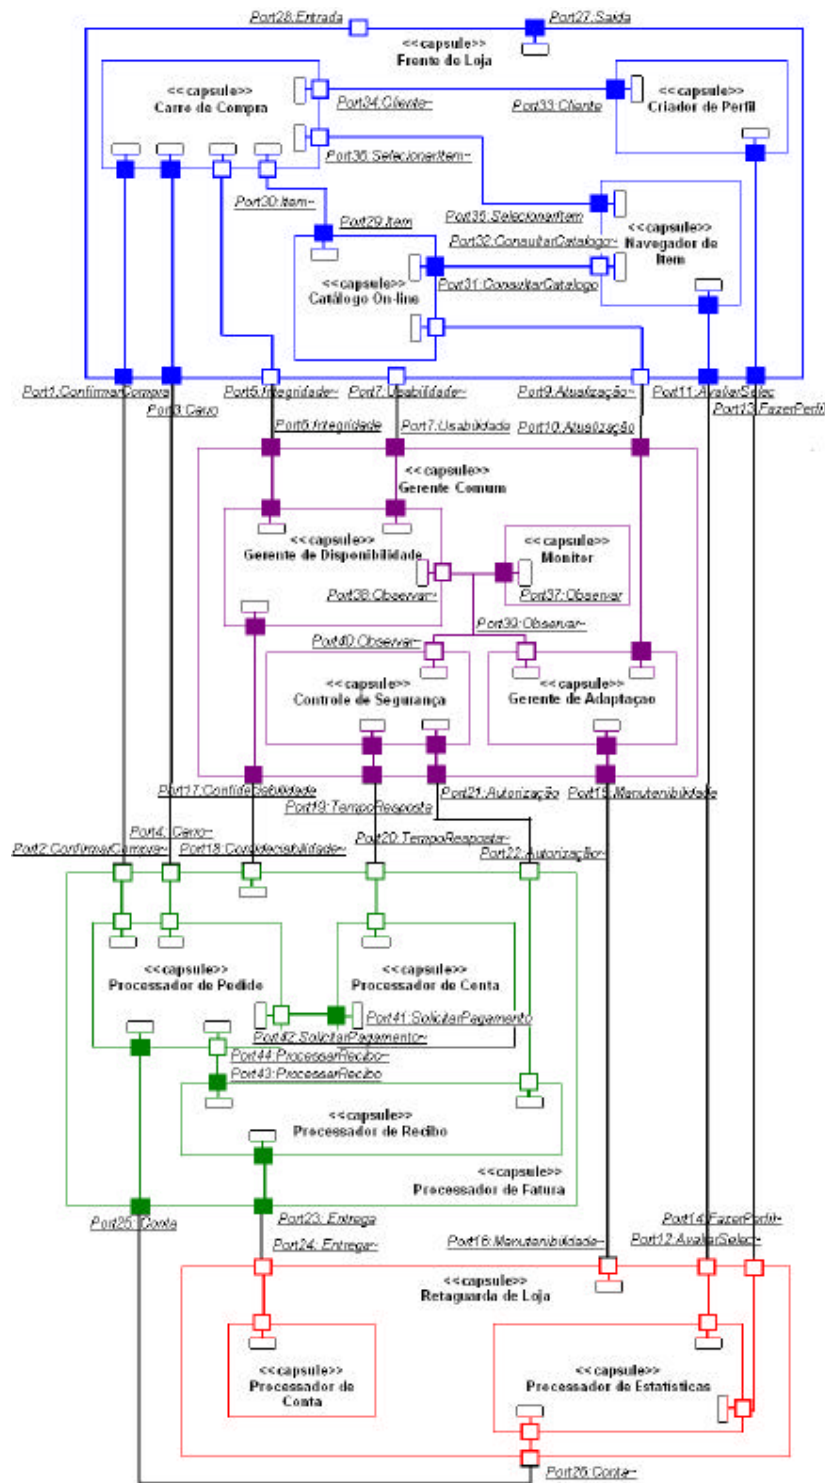 Port28:Entrada
Port27:Saida
<<capsule>>
Frente de Loja
<<capsule>>
Carro de Compra
Port34:Cliente~
Port33:Cliente
<<capsule>>
Criador de Perfil
Port36:SelecionarItem~
Port30:Item~
Port29:Item
Port35:SelecionarItem
Port32:ConsultarCatalogo~
<<capsule>>
Navegador de
Item
<<capsule>>
Catálogo On-line
Port31:ConsultarCatalogo
Port1:ConfirmarCompra
Port3:Carro
Port5:Integridade~
Port7:Usabilidade~
Port9:Atualização~
Port11:AvaliarSelec
Port13:FazerPerfil
Port6:Integridade
Port7:Usabilidade
Port10:Atualização
<<capsule>>
Gerente Comum
<<capsule>>
Gerente de Disponibilidade
<<capsule>>
Monitor
Port38:Observar~
Port37:Observar
Port39:Observar~
Port40:Observar~
<<capsule>>
Controle de Segurança
<<capsule>>
Gerente de Adaptaçao
Port17:Confideciabilidade
Port19:TempoResposta
Port21:Autorização
Port15:Manutenibilidade
Port4: Carro~
Port2:ConfirmarCompra~
Port18:Confideciabilidade~
Port20:TempoResposta~
Port22:Autorização~
<<capsule>>
Processador de Pedido
<<capsule>>
Processador de Conta
Port41:SolicitarPagamento
Port42:SolicitarPagamento~
Port44:ProcessarRecibo~
Port43:ProcessarRecibo
<<capsule>>
Processador de Recibo
<<capsule>>
Processador de Fatura
Port25: Conta
Port23: Entrega
Port24: Entrega~
Port14:FazerPerfil~
Port16:Manutenibilidade~
Port12:AvaliarSelec~
<<capsule>>
Retaguarda de Loja
<<capsule>>
Processador de
Conta
<<capsule>>
Processador de Estatísticas
Port26:Conta~